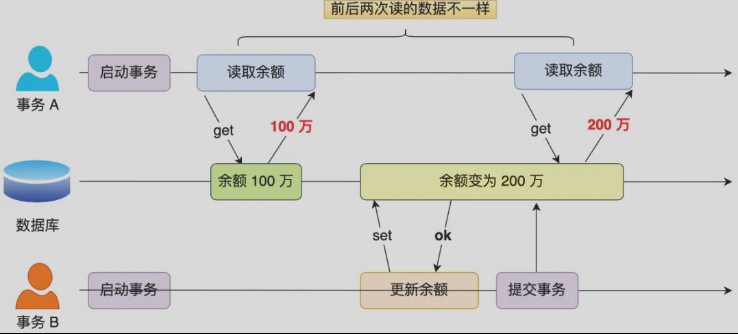 前后两次读的数据不一样
启动事务
读取余额
读取余额
事务 A
get
100 万
get
200 万
余额 100 万
余额变为 200 万
数据库
set
ok
启动事务
更新余额
提交事务
事务 B